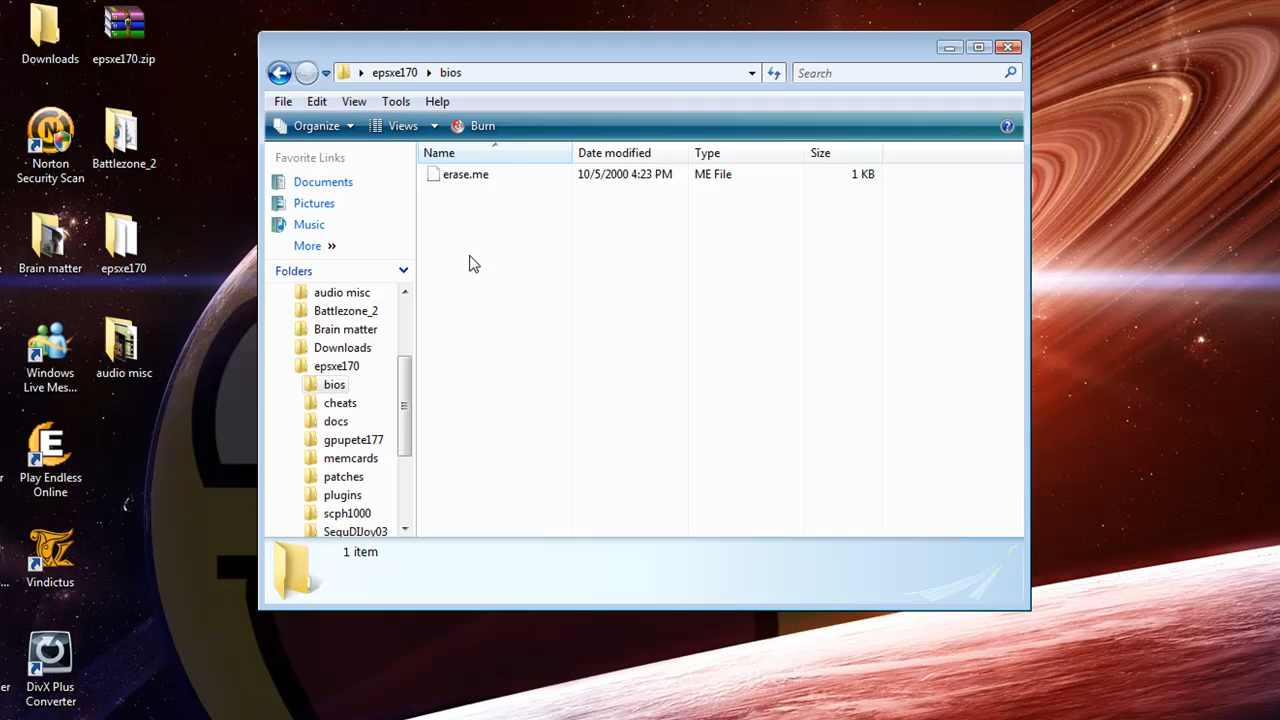 Downloads
epsxe170.zip
Norton
Security Scan
Battlezone_2
Brain matter
epsxe170
Windows
Live Mes...
audio misc
Play Endless
Online
Vindictus
DivX Plus
Converter
epsxe170
bios
Search
File
Edit
View
Tools
Help
Organize
Views
Burn
Favorite Links
Documents
Pictures
Music
More »
Folders
audio misc
Battlezone_2
Brain matter
Downloads
epsxe170
bios
cheats
docs
gpupete177
memcards
patches
plugins
scph1000
SeguDIJoy03
Name
Date modified
Type
Size
erase.me
10/5/2000 4:23 PM
ME File
1 KB
1 item